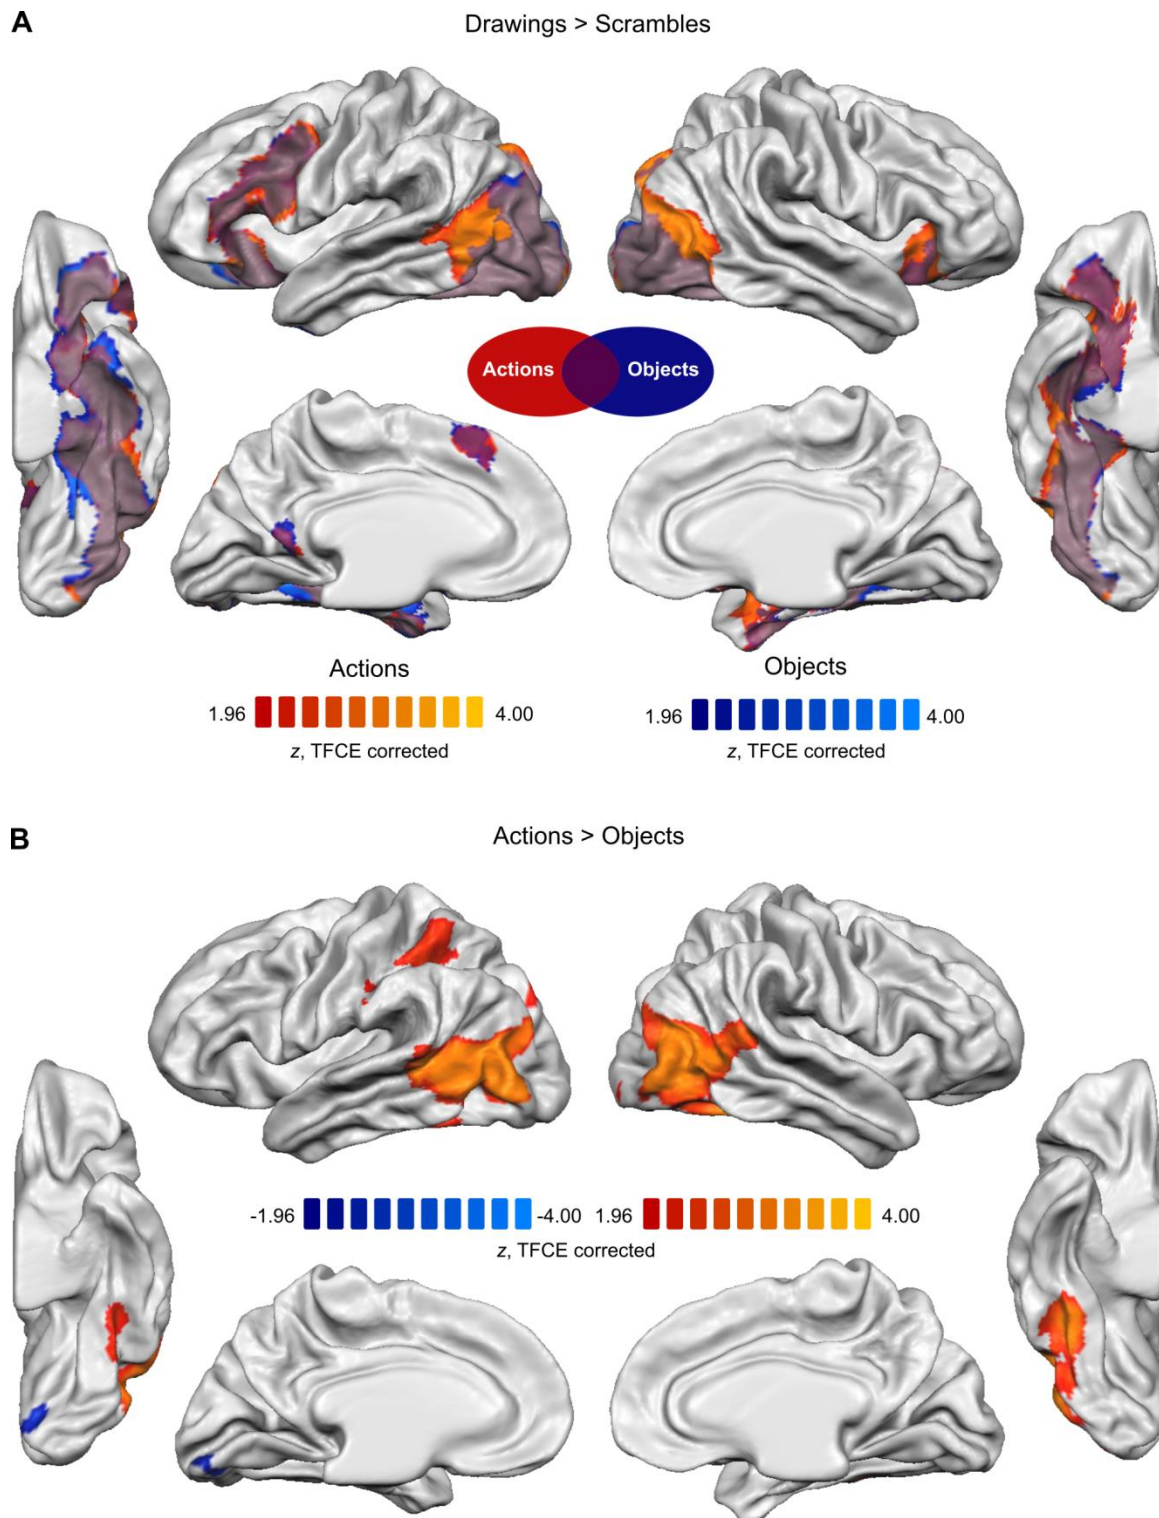 A
Drawings > Scrambles
Actions Objects
Actions Objects
1.96 4.00 1.96 4.00
z, TFCE corrected z, TFCE corrected
B
Actions > Objects
-1.96 -4.00 1.96 4.00
z, TFCE corrected